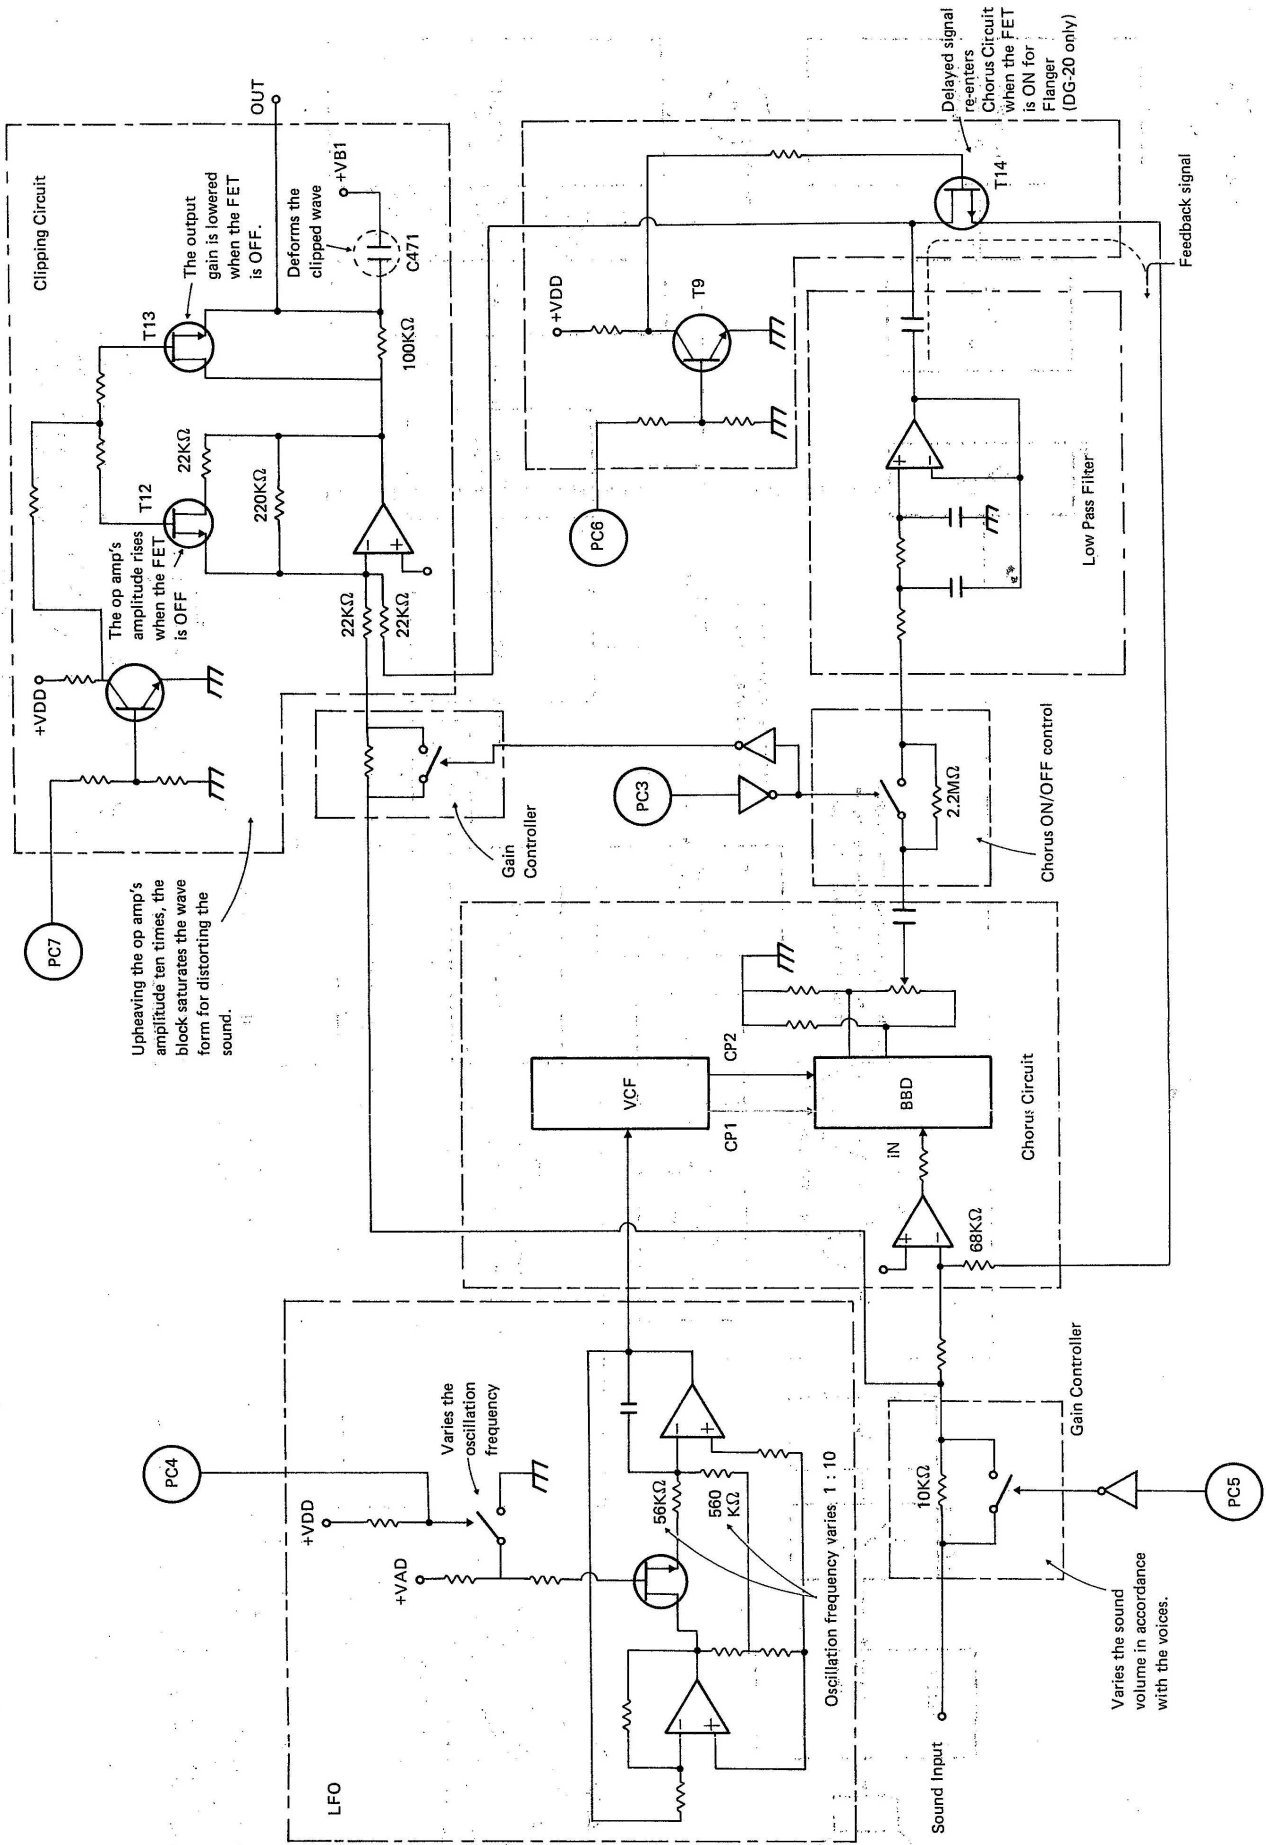 Clipping Circuit
PC7
+VDD
The op amp's
amplitude rises
when the FET
is OFF
T12
22KΩ
220KΩ
22KΩ
22KΩ
−
+
T13
The output
gain is lowered
when the FET
is OFF.
Deforms the
clipped wave
100KΩ
C471
+VB1
OUT
Upheaving the op amp's
amplitude ten times, the
block saturates the wave
form for distorting the
sound.
Gain
Controller
PC3
PC6
+VDD
T9
T14
Delayed signal
re-enters
Chorus Circuit
when the FET
is ON for
Flanger
(DG-20 only)
Feedback signal
+
−
Low Pass Filter
2.2MΩ
Chorus ON/OFF control
VCF
CP1
CP2
BBD
iN
+
−
68KΩ
Chorus Circuit
LFO
PC4
+VDD
+VAD
Varies the
oscillation
frequency
56KΩ
560
KΩ
−
+
−
+
Oscillation frequency varies 1 : 10
Sound Input
10KΩ
Gain Controller
PC5
Varies the sound
volume in accordance
with the voices.